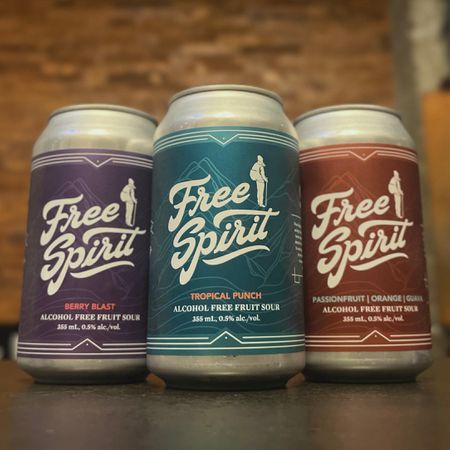 Free
Spirit
BERRY BLAST
ALCOHOL FREE FRUIT SOUR
355 mL, 0.5% alc./vol.
Free
Spirit
TROPICAL PUNCH
ALCOHOL FREE FRUIT SOUR
355 mL, 0.5% alc./vol.
Free
Spirit
PASSIONFRUIT | ORANGE | GUAVA
ALCOHOL FREE FRUIT SOUR
355 mL, 0.5% alc./vol.